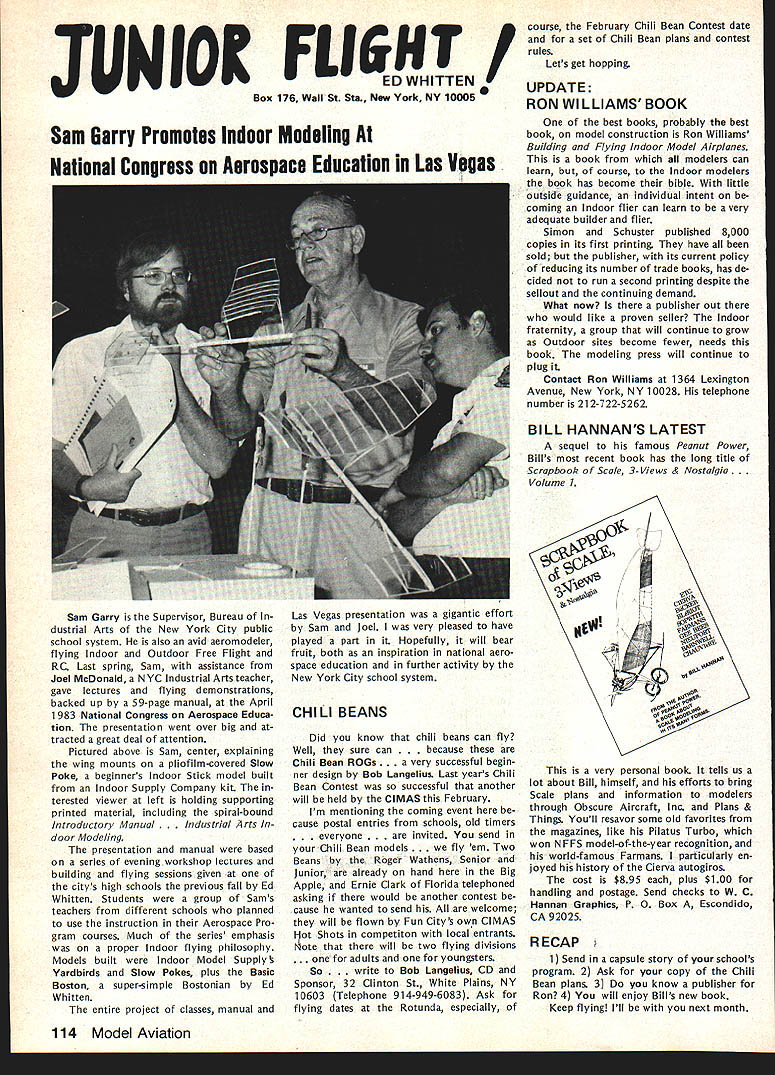 JUNIOR FLIGHT!
ED WHITTEN
Box 176, Wall St. Sta., New York, NY 10005
Sam Garry Promotes Indoor Modeling At
National Congress on Aerospace Education in Las Vegas
Sam Garry is the Supervisor, Bureau of In-
dustrial Arts of the New York City public
school system. He is also an avid aeromodeler,
flying Indoor and Outdoor Free Flight and
RC. Last spring, Sam, with assistance from
Joel McDonald, a NYC Industrial Arts teacher,
gave lectures and flying demonstrations,
backed up by a 59-page manual, at the April
1983 National Congress on Aerospace Educa-
tion. The presentation went over big and at-
tracted a great deal of attention.
Pictured above is Sam, center, explaining
the wing mounts on a pliofilm-covered Slow
Poke, a beginner's Indoor Stick model built
from an Indoor Supply Company kit. The in-
terested viewer at left is holding supporting
printed material, including the spiral-bound
Introductory Manual . . . Industrial Arts In-
door Modeling.
The presentation and manual were based
on a series of evening workshop lectures and
building and flying sessions given at one of
the city's high schools the previous fall by Ed
Whitten. Students were a group of Sam's
teachers from different schools who planned
to use the instruction in their Aerospace Pro-
gram courses. Much of the series' emphasis
was on a proper Indoor flying philosophy.
Models built were Indoor Model Supply's
Yardbirds and Slow Pokes, plus the Basic
Boston, a super-simple Bostonian by Ed
Whitten.
The entire project of classes, manual and
Las Vegas presentation was a gigantic effort
by Sam and Joel. I was very pleased to have
played a part in it. Hopefully, it will bear
fruit, both as an inspiration in national aero-
space education and in further activity by the
New York City school system.
CHILI BEANS
Did you know that chili beans can fly?
Well, they sure can . . . because these are
Chili Bean ROGs . . . a very successful begin-
ner design by Bob Langelius. Last year's Chili
Bean Contest was so successful that another
will be held by the CIMAS this February.
I'm mentioning the coming event here be-
cause postal entries from schools, old timers
. . . everyone . . . are invited. You send in
your Chili Bean models . . . we fly 'em. Two
Beans by the Roger Wathens, Senior and
Junior, are already on hand here in the Big
Apple, and Ernie Clark of Florida telephoned
asking if there would be another contest be-
cause he wanted to send his. All are welcome;
they will be flown by Fun City's own CIMAS
Hot Shots in competiton with local entrants.
Note that there will be two flying divisions
. . . one for adults and one for youngsters.
So . . . write to Bob Langelius, CD and
Sponsor, 32 Clinton St., White Plains, NY
10603 (Telephone 914-949-6083). Ask for
flying dates at the Rotunda, especially, of
course, the February Chili Bean Contest date
and for a set of Chili Bean plans and contest
rules.
Let's get hopping.
UPDATE:
RON WILLIAMS' BOOK
One of the best books, probably the best
book, on model construction is Ron Williams'
Building and Flying Indoor Model Airplanes.
This is a book from which all modelers can
learn, but, of course, to the Indoor modelers
the book has become their bible. With little
outside guidance, an individual intent on be-
coming an Indoor flier can learn to be a very
adequate builder and flier.
Simon and Schuster published 8,000
copies in its first printing. They have all been
sold; but the publisher, with its current policy
of reducing its number of trade books, has de-
cided not to run a second printing despite the
sellout and the continuing demand.
What now? Is there a publisher out there
who would like a proven seller? The Indoor
fraternity, a group that will continue to grow
as Outdoor sites become fewer, needs this
book. The modeling press will continue to
plug it.
Contact Ron Williams at 1364 Lexington
Avenue, New York, NY 10028. His telephone
number is 212-722-5262.
BILL HANNAN'S LATEST
A sequel to his famous Peanut Power,
Bill's most recent book has the long title of
Scrapbook of Scale, 3-Views & Nostalgia . . .
Volume 1.
SCRAPBOOK
of SCALE,
3-Views
& Nostalgia
NEW!
by BILL HANNAN
FROM THE AUTHOR
OF PEANUT POWER,
A BOOK ABOUT
SCALE MODELING
IN ITS MANY FORMS.
This is a very personal book. It tells us a
lot about Bill, himself, and his efforts to bring
Scale plans and information to modelers
through Obscure Aircraft, Inc. and Plans &
Things. You'll resavor some old favorites from
the magazines, like his Pilatus Turbo, which
won NFFS model-of-the-year recognition, and
his world-famous Farmans. I particularly en-
joyed his history of the Cierva autogiros.
The cost is $8.95 each, plus $1.00 for
handling and postage. Send checks to W. C.
Hannan Graphics, P. O. Box A, Escondido,
CA 92025.
RECAP
1) Send in a capsule story of your school's
program. 2) Ask for your copy of the Chili
Bean plans. 3) Do you know a publisher for
Ron? 4) You will enjoy Bill's new book.
Keep flying! I'll be with you next month.
114 Model Aviation